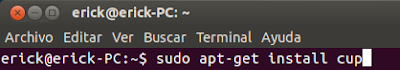 erick@erick-PC: ~
Archivo Editar Ver Buscar Terminal Ayuda
erick@erick-PC:~$ sudo apt-get install cup